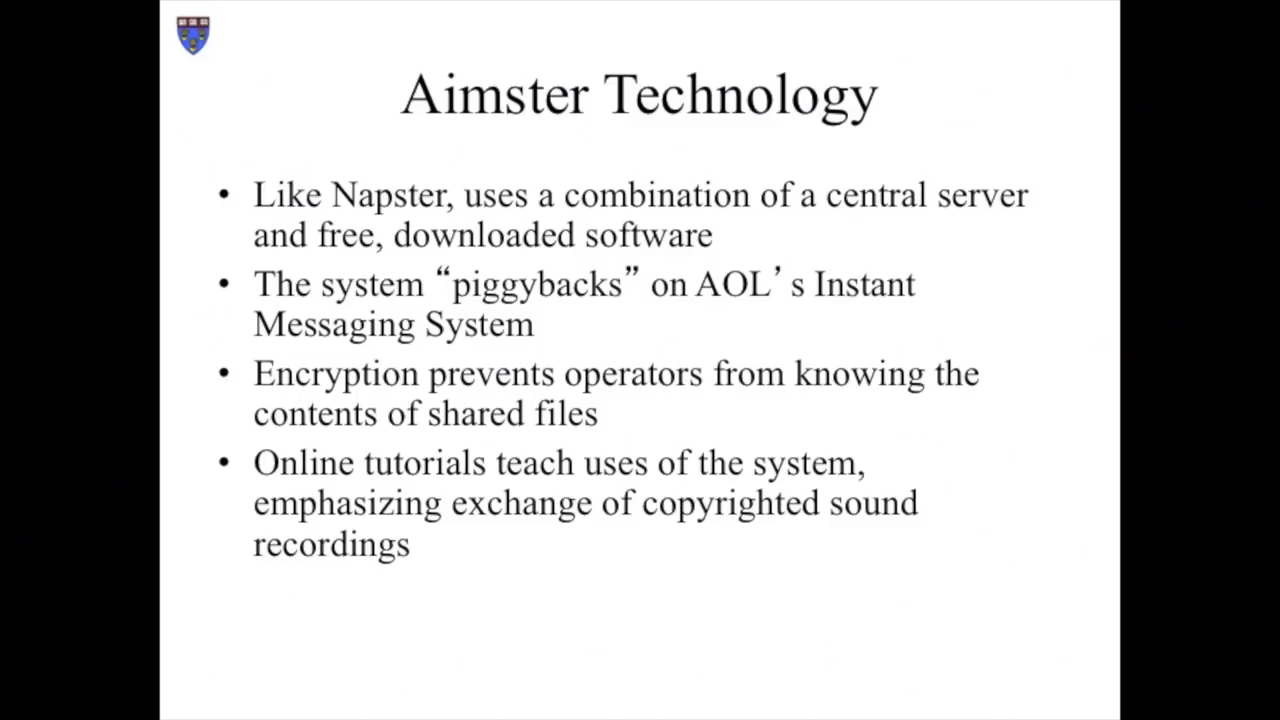 Aimster Technology
• Like Napster, uses a combination of a central server
and free, downloaded software
• The system “piggybacks” on AOL’s Instant
Messaging System
• Encryption prevents operators from knowing the
contents of shared files
• Online tutorials teach uses of the system,
emphasizing exchange of copyrighted sound
recordings